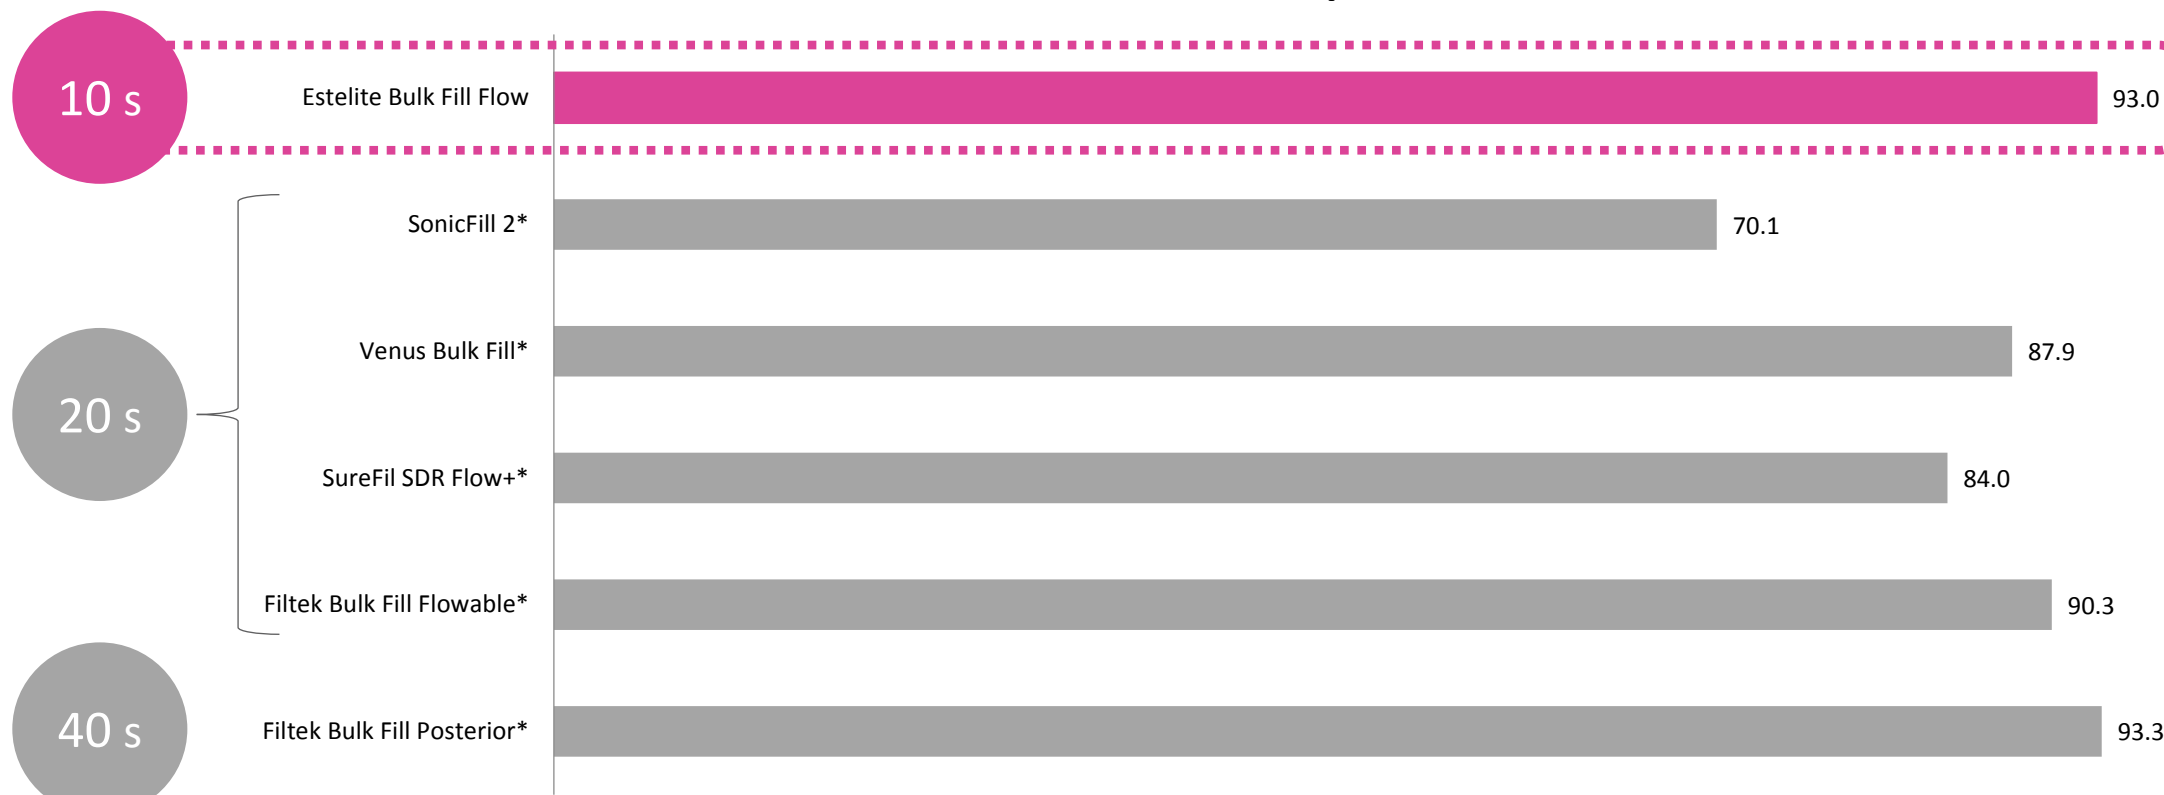 10 s
Estelite Bulk Fill Flow 93.0
SonicFill 2* 70.1
Venus Bulk Fill* 87.9
20 s
SureFil SDR Flow+* 84.0
Filtek Bulk Fill Flowable* 90.3
40 s
Filtek Bulk Fill Posterior* 93.3